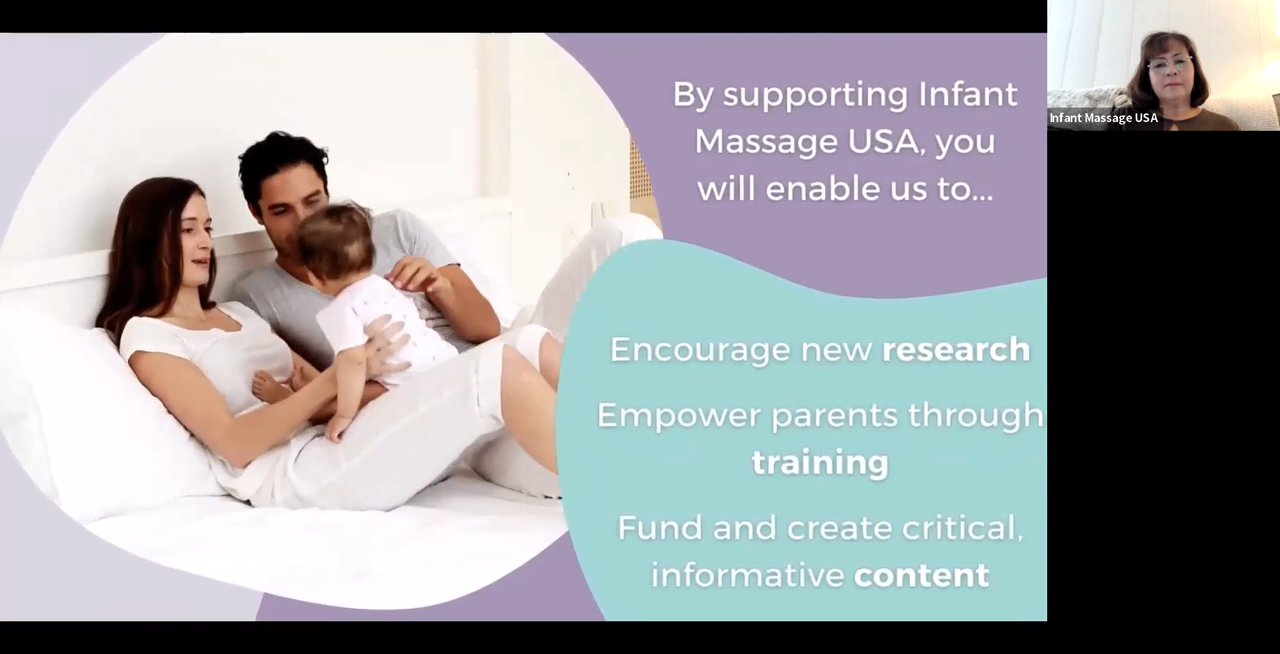 By supporting Infant
Massage USA, you
will enable us to...
Encourage new research
Empower parents through
training
Fund and create critical,
informative content
Infant Massage USA